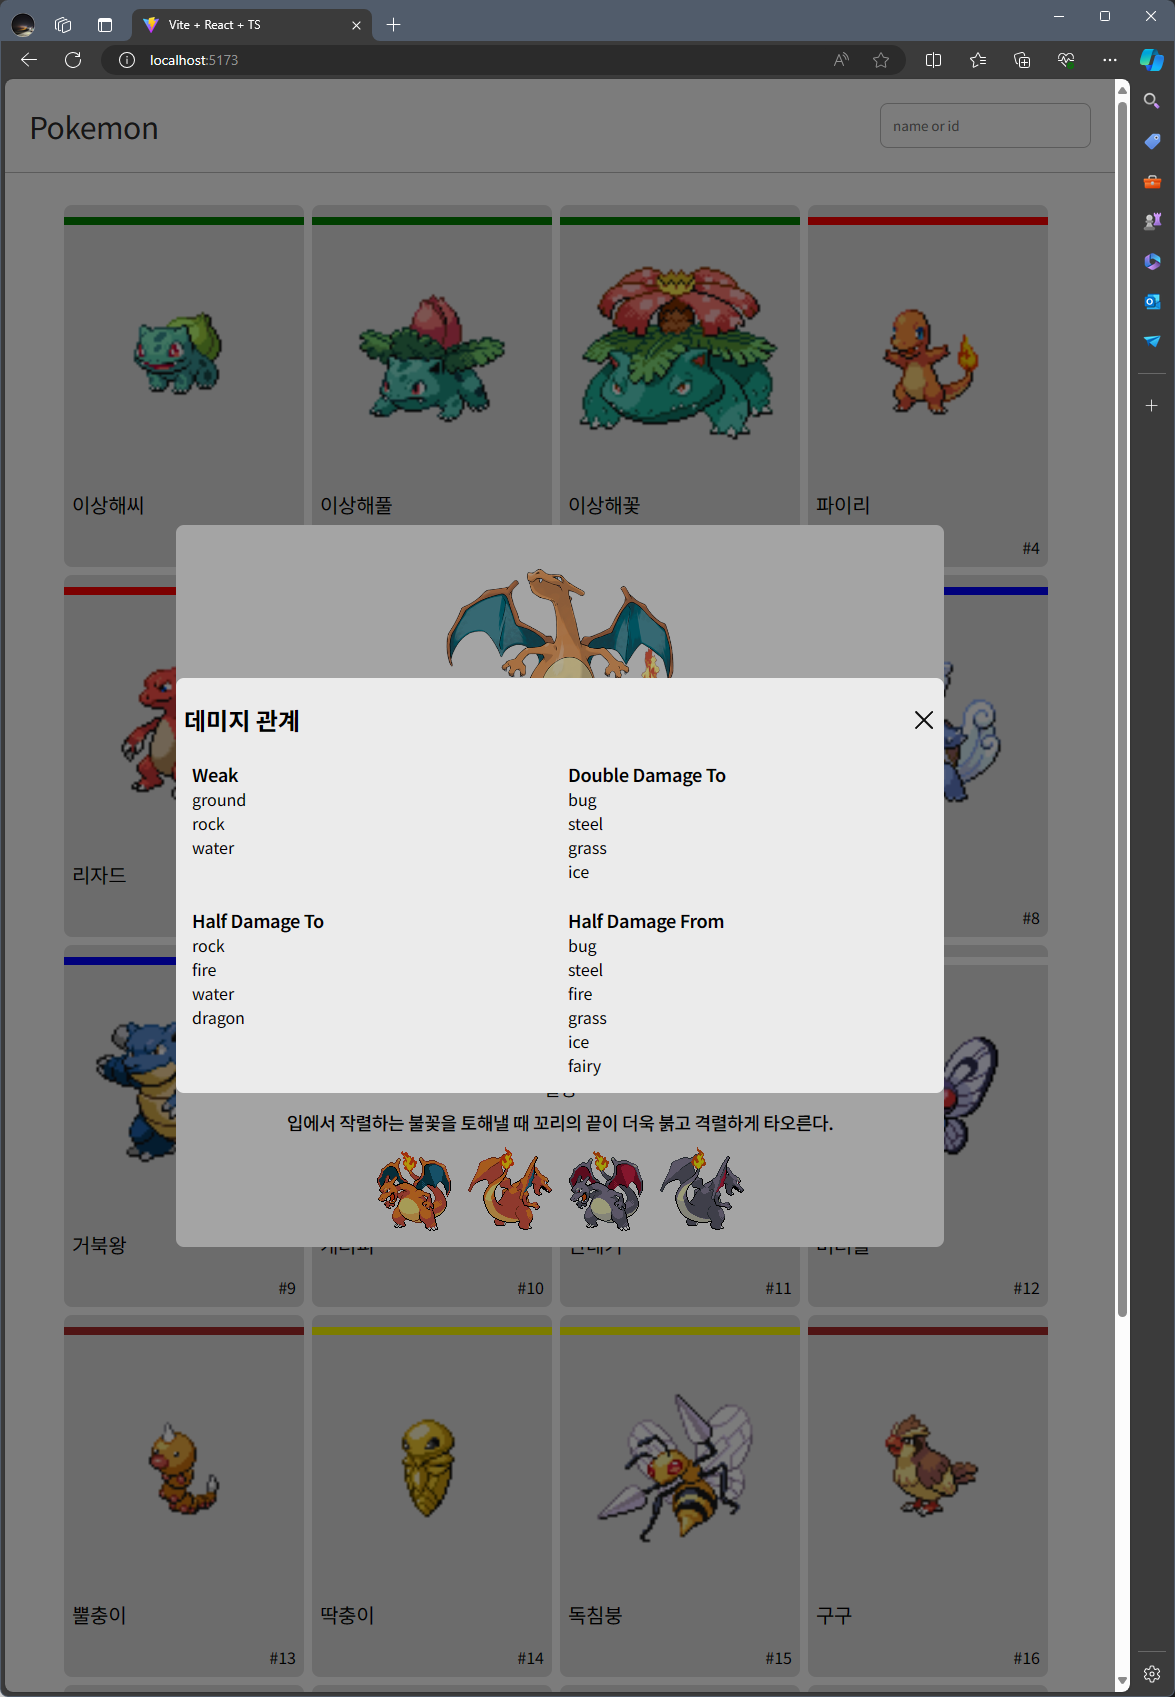 Vite + React + TS
localhost:5173
Pokemon
name or id
이상해씨
이상해풀
이상해꽃
파이리
#4
데미지 관계
Weak
ground
rock
water
Double Damage To
bug
steel
grass
ice
리자드
#8
Half Damage To
rock
fire
water
dragon
Half Damage From
bug
steel
fire
grass
ice
fairy
입에서 작렬하는 불꽃을 토해낼 때 꼬리의 끝이 더욱 붉고 격렬하게 타오른다.
거북왕
#9
#10
#11
#12
뿔충이
딱충이
독침붕
구구
#13
#14
#15
#16